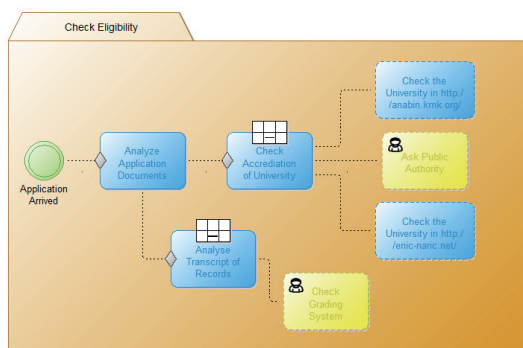 Check Eligibility
Check the
University in http:/
/anabin.kmk.org/
Analyze
Application
Documents
Check
Accrediation
of University
Ask Public
Authority
Application
Arrived
Analyse
Transcript of
Records
Check the
University in http:/
/enic-naric.net/
Check
Grading
System